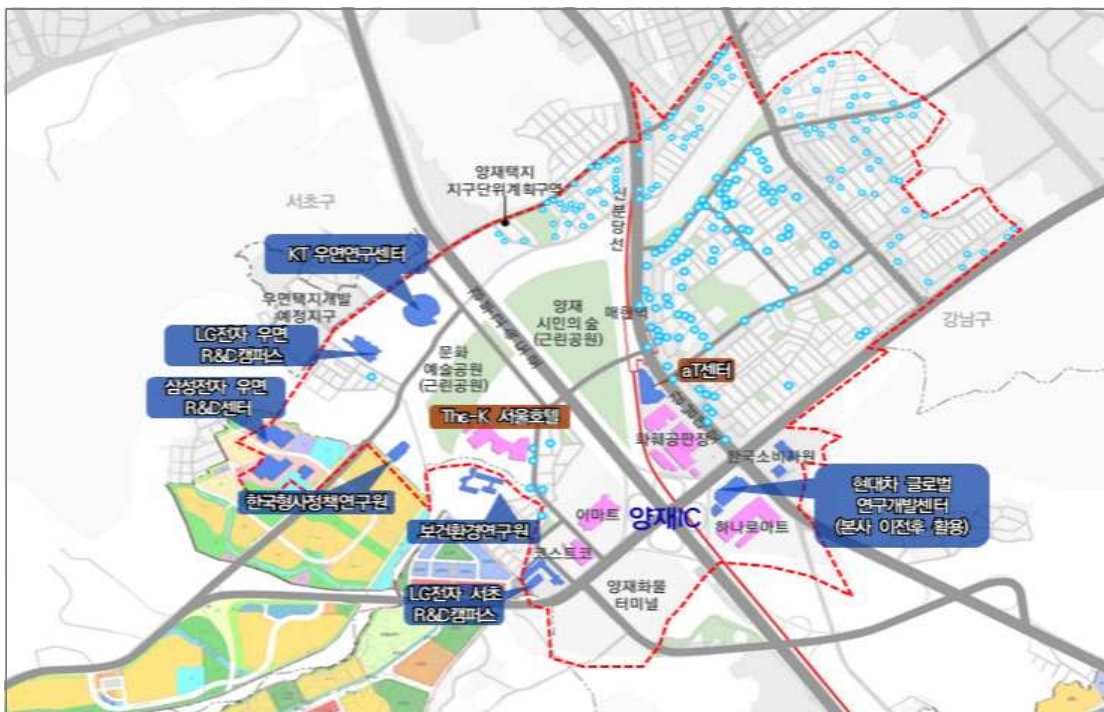 양재택지
지구단위계획구역
서초구
신분당선
KT 우면연구센터
우면택지개발
예정지구
경부고속도로
양재
시민의숲
(근린공원)
매헌역
강남구
LG전자 우면
R&D캠퍼스
문화
예술공원
(근린공원)
aT센터
삼성전자 우면
R&D센터
The-K 서울호텔
화훼공판장
한국소비자원
한국형사정책연구원
현대차 글로벌
연구개발센터
(본사 이전후 활용)
보건환경연구원
이마트
양재IC
하나로마트
코스트코
LG전자 서초
R&D캠퍼스
양재화물
터미널